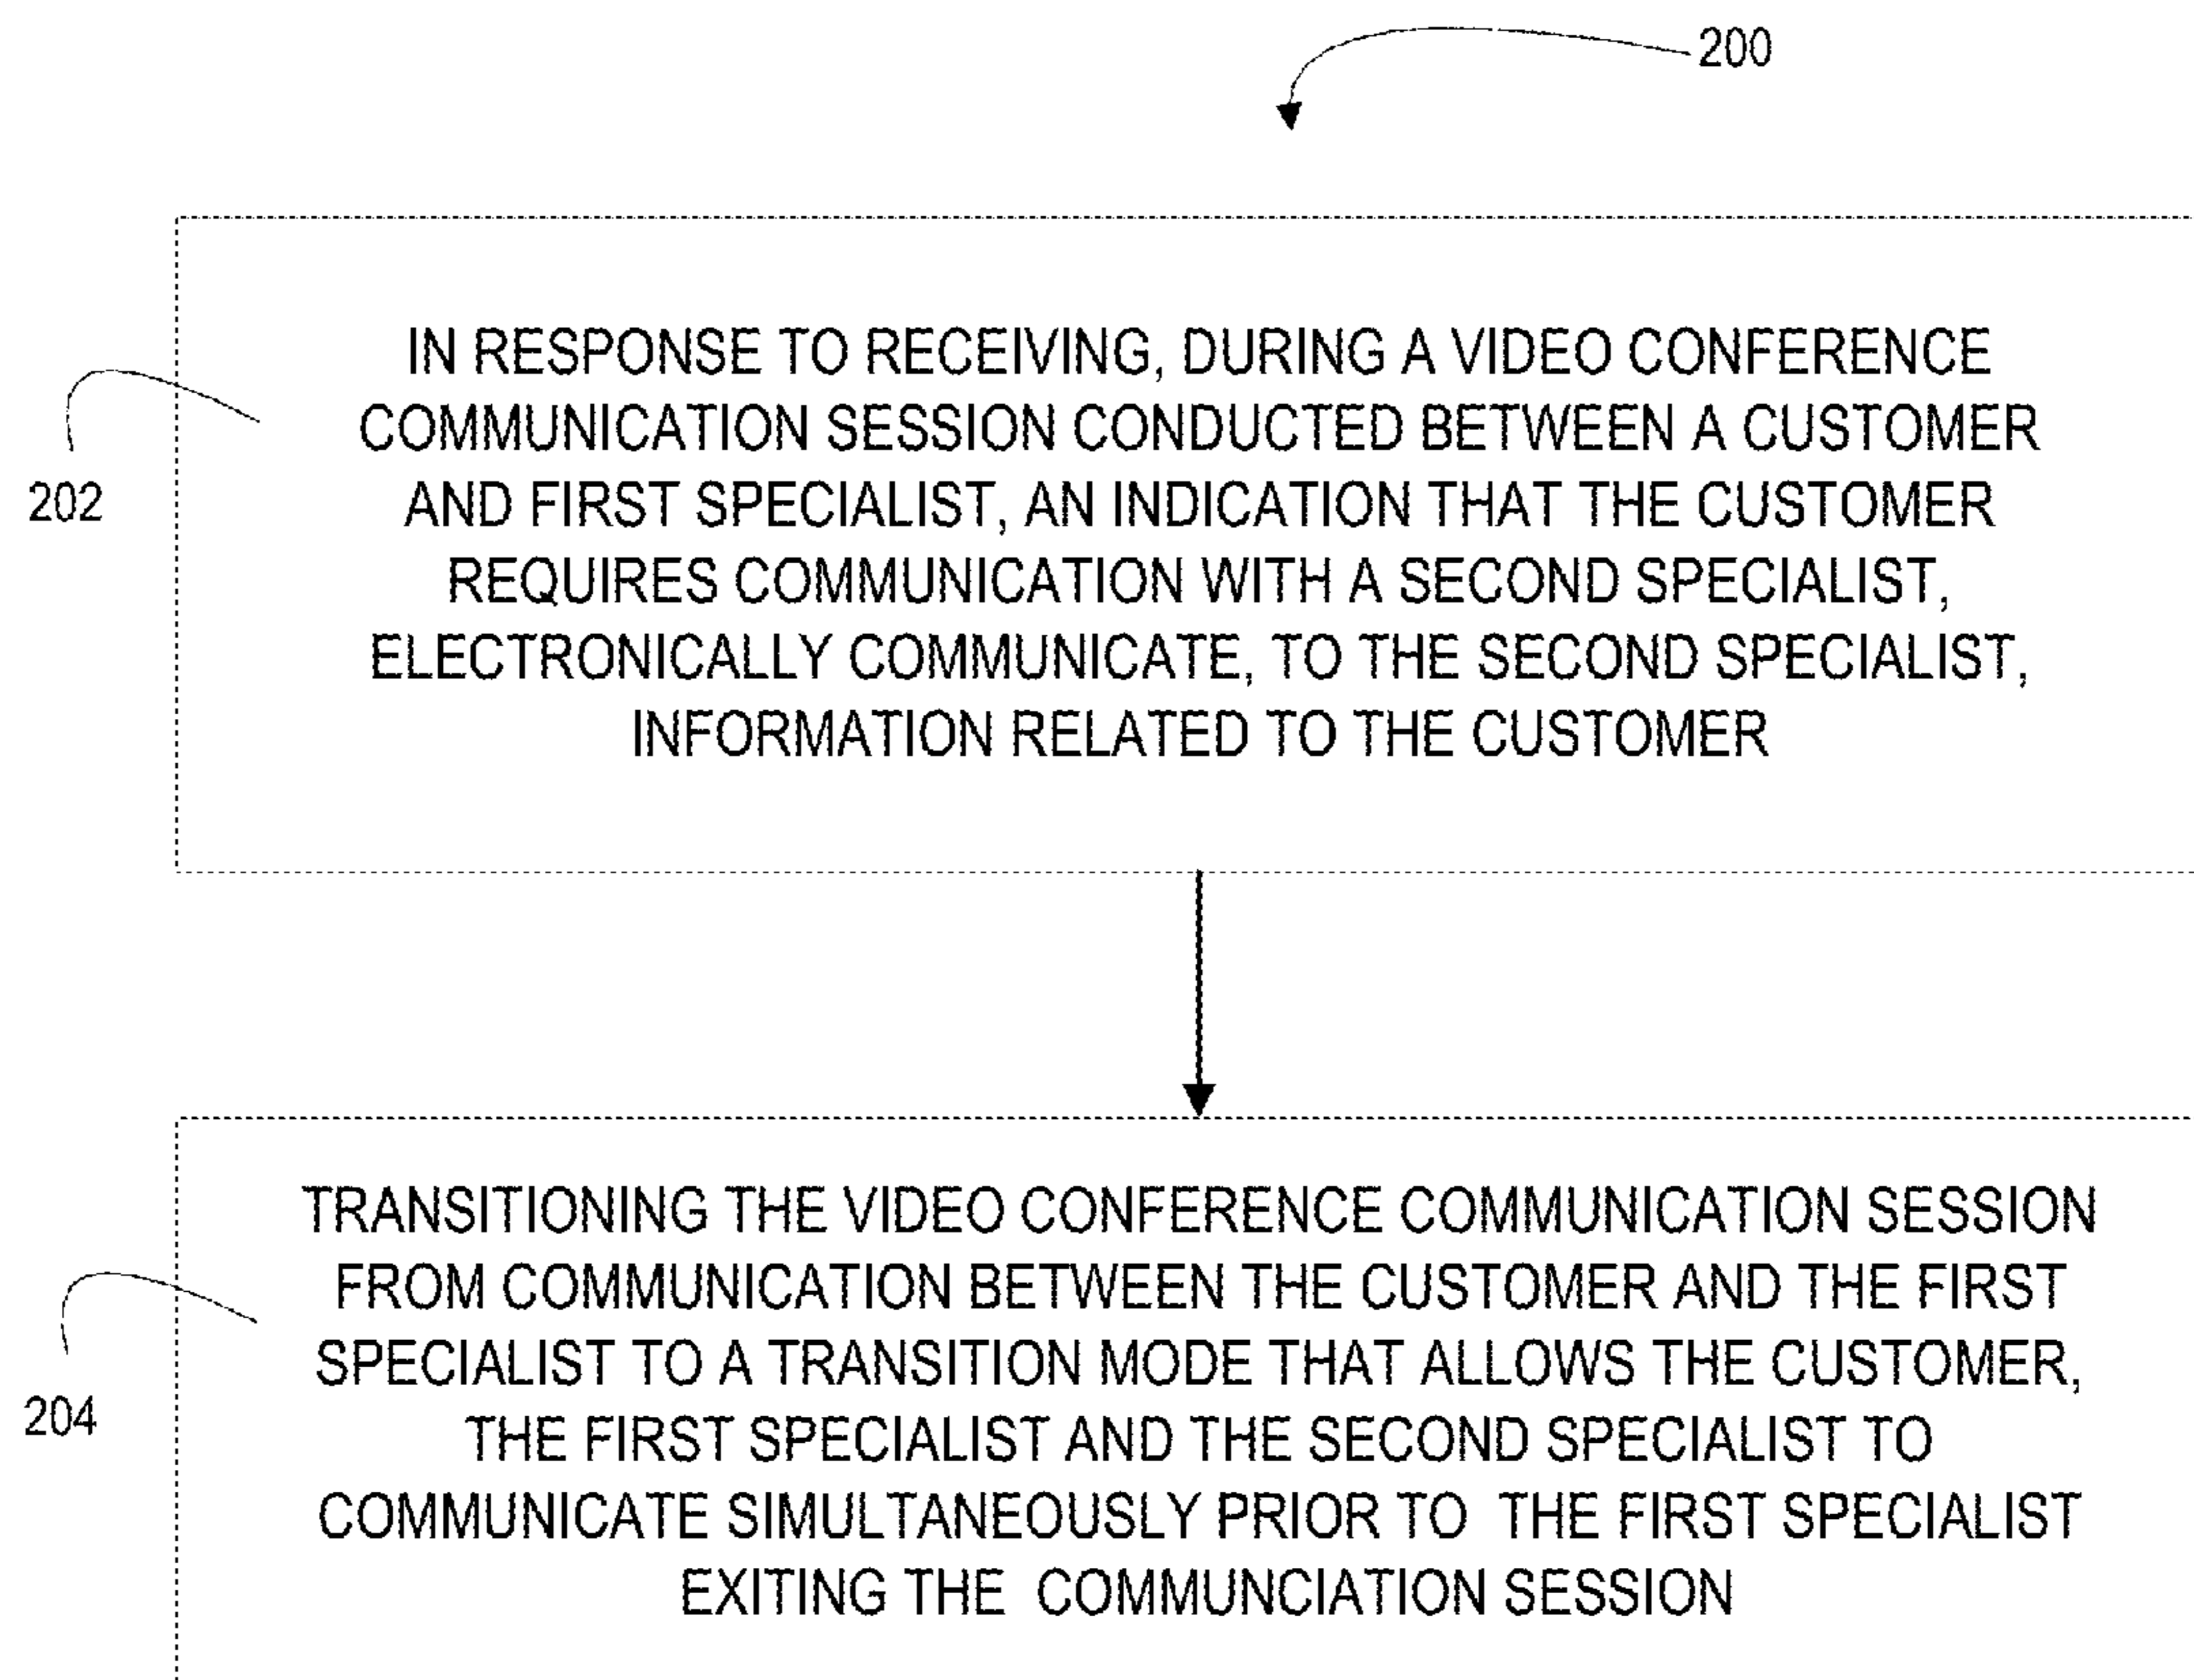 200
IN RESPONSE TO RECEIVING, DURING A VIDEO CONFERENCE
COMMUNICATION SESSION CONDUCTED BETWEEN A CUSTOMER
AND FIRST SPECIALIST, AN INDICATION THAT THE CUSTOMER
REQUIRES COMMUNICATION WITH A SECOND SPECIALIST,
ELECTRONICALLY COMMUNICATE, TO THE SECOND SPECIALIST,
INFORMATION RELATED TO THE CUSTOMER
202
TRANSITIONING THE VIDEO CONFERENCE COMMUNICATION SESSION
FROM COMMUNICATION BETWEEN THE CUSTOMER AND THE FIRST
SPECIALIST TO A TRANSITION MODE THAT ALLOWS THE CUSTOMER,
THE FIRST SPECIALIST AND THE SECOND SPECIALIST TO
COMMUNICATE SIMULTANEOUSLY PRIOR TO THE FIRST SPECIALIST
EXITING THE COMMUNCIATION SESSION
204